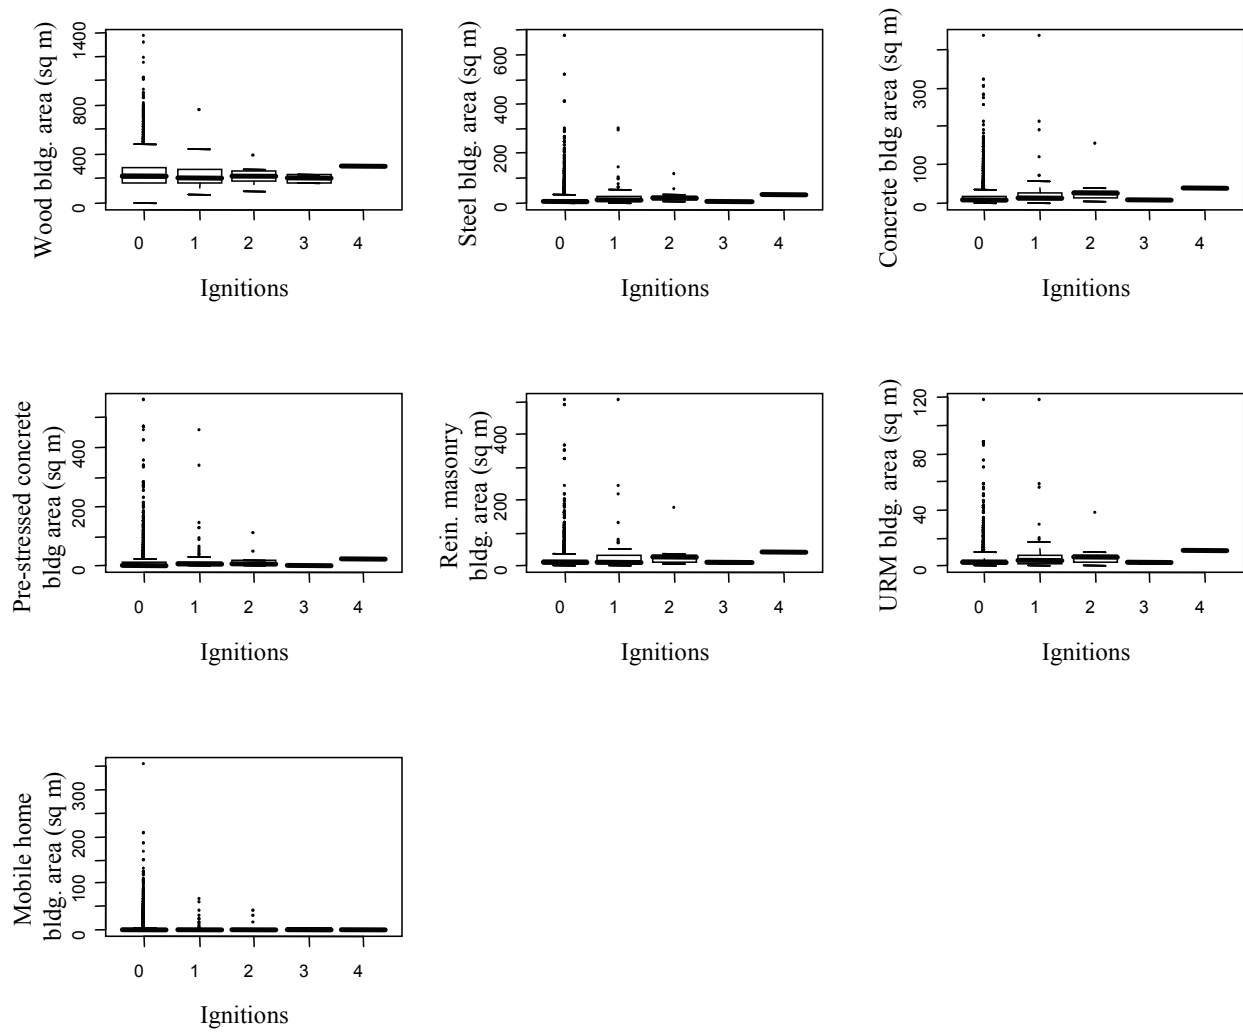 Wood bldg. area (sq m)
1400
800
400
0
0 1 2 3 4
Ignitions
Steel bldg. area (sq m)
600
400
200
0
0 1 2 3 4
Ignitions
Concrete bldg area (sq m)
300
100
0
0 1 2 3 4
Ignitions
Pre-stressed concrete
bldg area (sq m)
400
200
0
0 1 2 3 4
Ignitions
Rein. masonry
bldg. area (sq m)
400
200
0
0 1 2 3 4
Ignitions
URM bldg. area (sq m)
120
80
40
0
0 1 2 3 4
Ignitions
Mobile home
bldg. area (sq m)
300
200
100
0
0 1 2 3 4
Ignitions